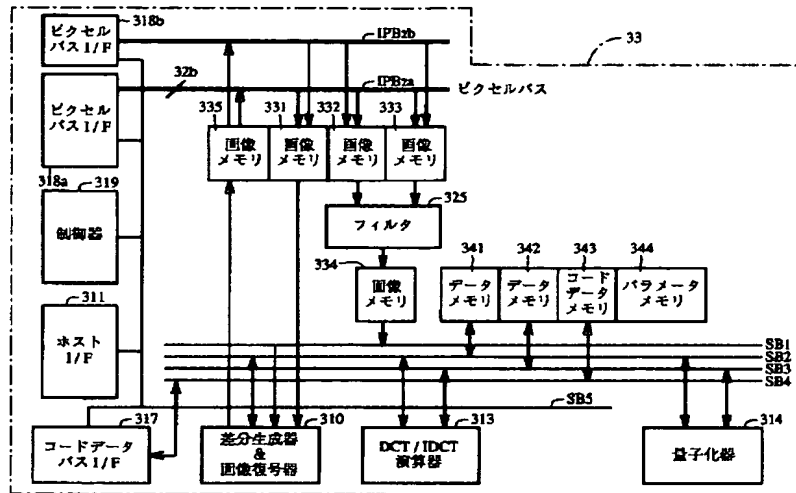 318b
ピクセル
バス I/F
IPBzb
33
32b
IPBza
ピクセルバス
ピクセル
バス I/F
335
331
332
333
画像
メモリ
画像
メモリ
画像
メモリ
画像
メモリ
318a
319
制御器
325
フィルタ
334
画像
メモリ
341
342
343
344
データ
メモリ
データ
メモリ
コード
データ
メモリ
パラメータ
メモリ
311
ホスト
I/F
SB1
SB2
SB3
SB4
SB5
317
コードデータ
バス I/F
310
差分生成器
&
画像復号器
313
DCT / IDCT
演算器
314
量子化器